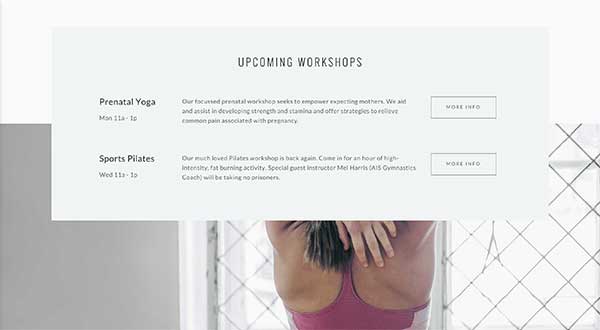 UPCOMING WORKSHOPS
Prenatal Yoga
Mon 11a - 1p
Our focussed prenatal workshop seeks to empower expecting mothers. We aid
and assist in developing strength and stamina and offer strategies to relieve
common pain associated with pregnancy.
MORE INFO
Sports Pilates
Wed 11a - 1p
Our much loved Pilates workshop is back again. Come in for an hour of high-
intensity, fat burning activity. Special guest instructor Mel Harris (AIS Gymnastics
Coach) will be taking no prisoners.
MORE INFO